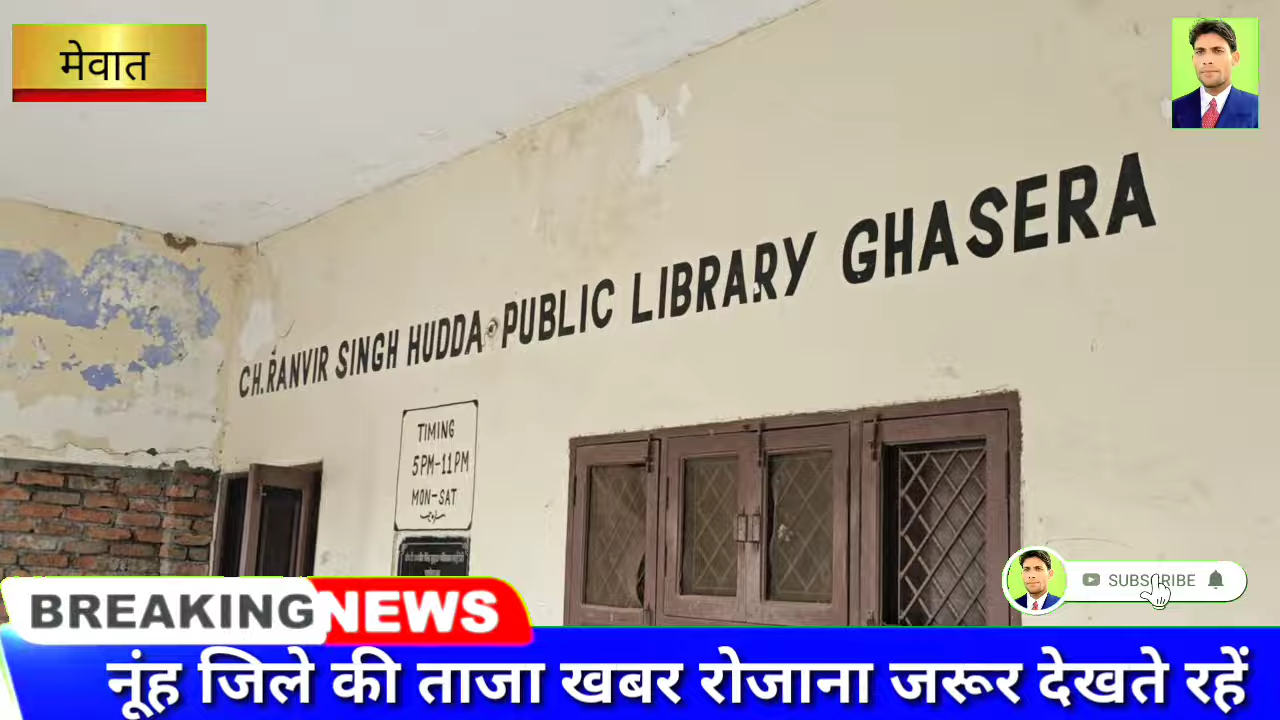 मेवात
CH.RANVIR SINGH HUDDA PUBLIC LIBRARY GHASERA
TIMING
5PM-11PM
MON-SAT
SUBSCRIBE
BREAKING NEWS
नूंह जिले की ताजा खबर रोजाना जरूर देखते रहें